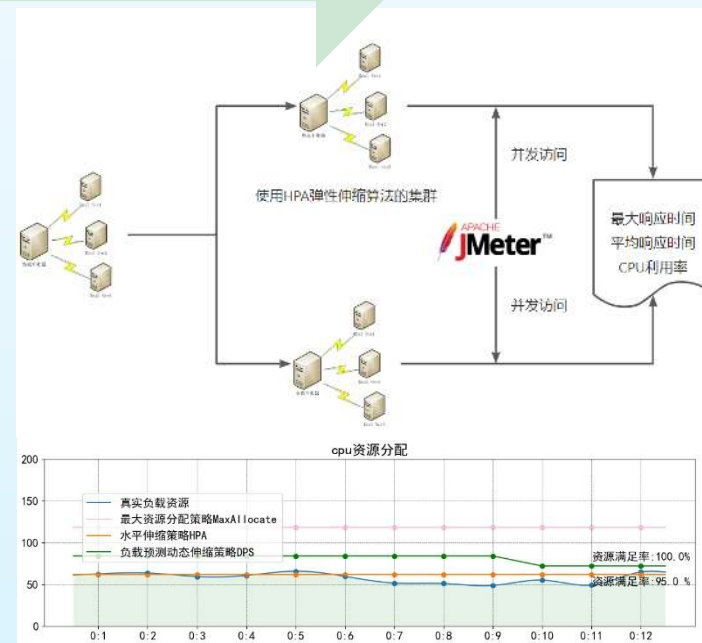 并发访问
使用HPA弹性伸缩算法的集群
APACHE
JMeter™
最大响应时间
平均响应时间
CPU利用率
并发访问
cpu资源分配
200
150
100
50
0
真实负载资源
最大资源分配策略MaxAllocate
水平伸缩策略HPA
负载预测动态伸缩策略DPS
资源满足率:100.0%
资源满足率:95.0 %
0:1 0:2 0:3 0:4 0:5 0:6 0:7 0:8 0:9 0:10 0:11 0:12